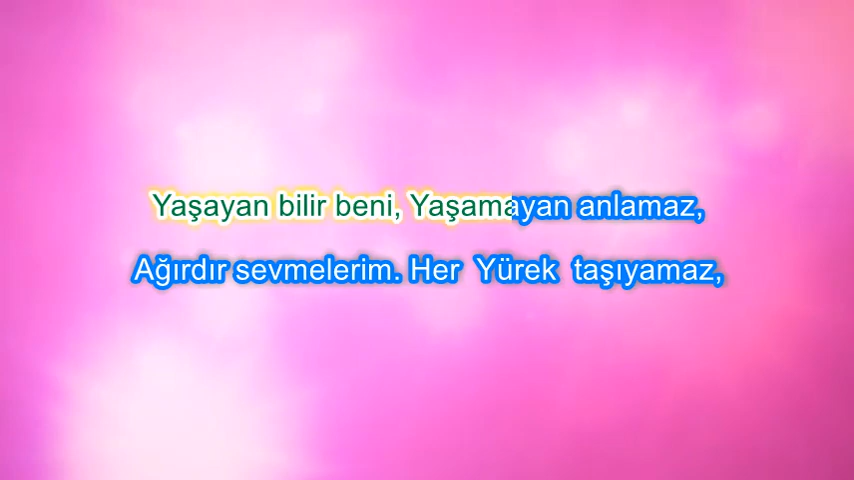 Yaşayan bilir beni, Yaşamayan anlamaz,
Ağırdır sevmelerim. Her  Yürek  taşıyamaz,